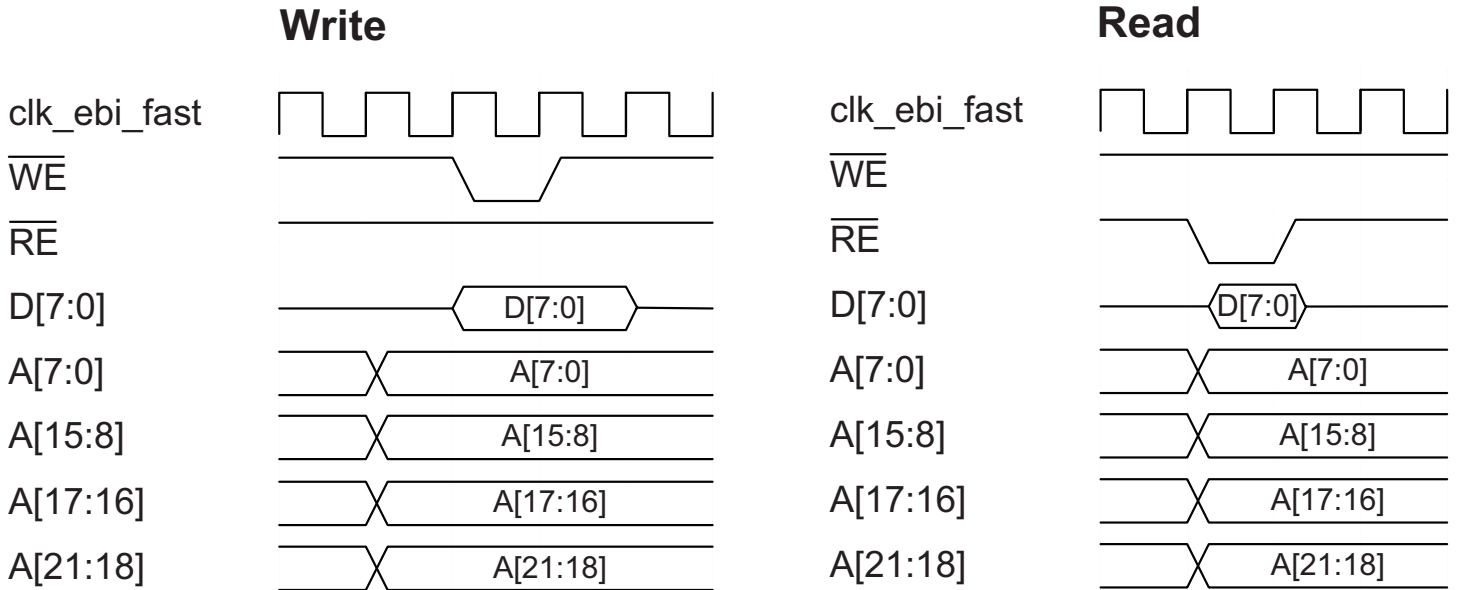 Write
clk_ebi_fast
WE
RE
D[7:0]
D[7:0]
A[7:0]
A[7:0]
A[15:8]
A[15:8]
A[17:16]
A[17:16]
A[21:18]
A[21:18]
Read
clk_ebi_fast
WE
RE
D[7:0]
D[7:0]
A[7:0]
A[7:0]
A[15:8]
A[15:8]
A[17:16]
A[17:16]
A[21:18]
A[21:18]